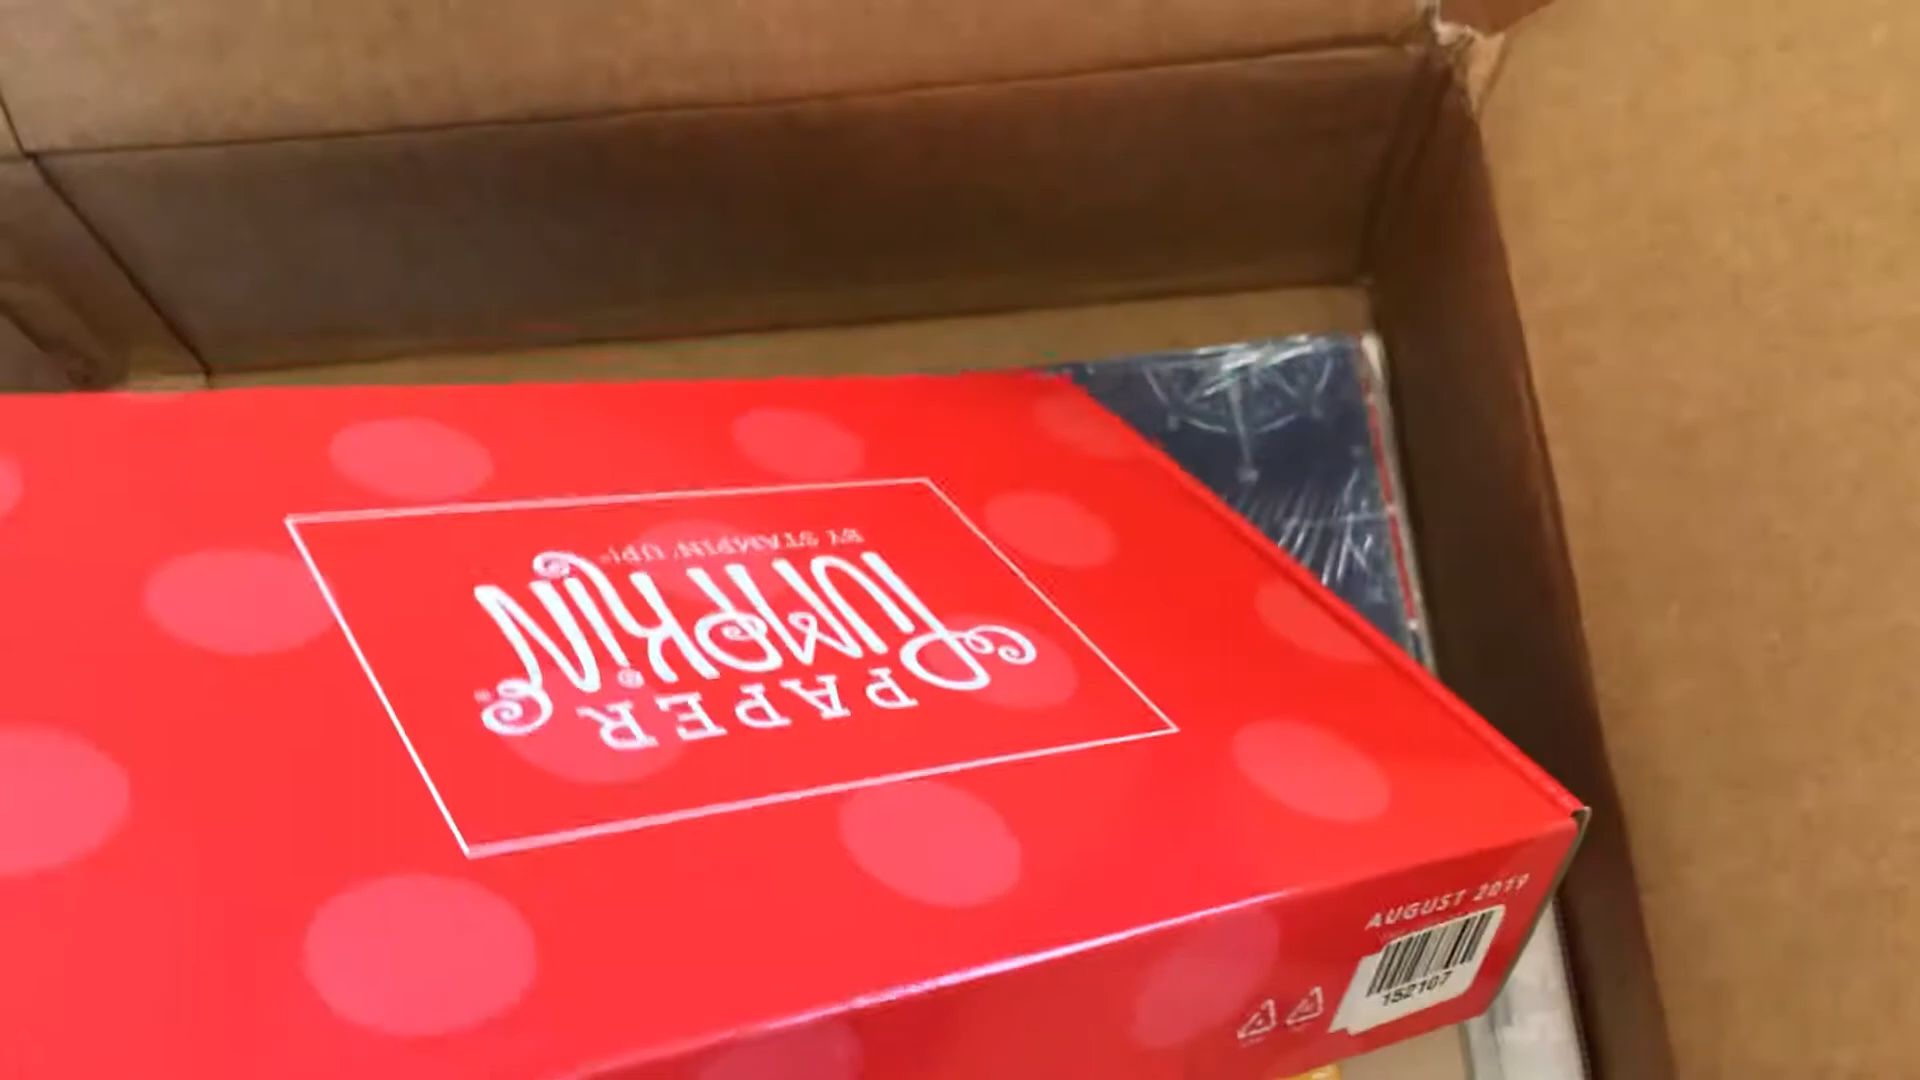 PAPER
PUMPKIN®
BY STAMPIN' UP!®
AUGUST 2019
152107